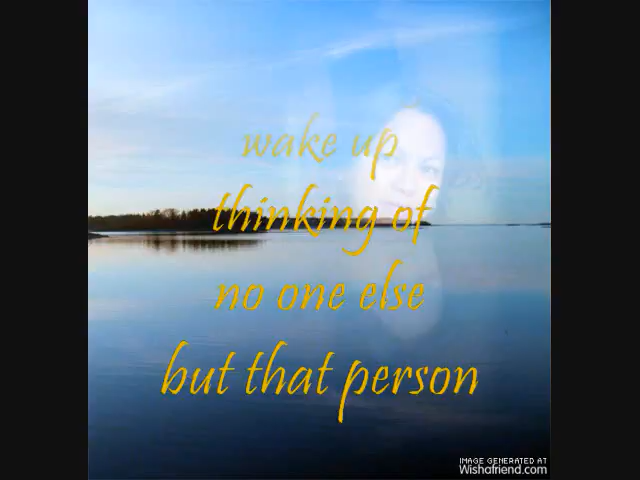 wake up
thinking of
no one else
but that person
IMAGE GENERATED AT
Wishafriend.com